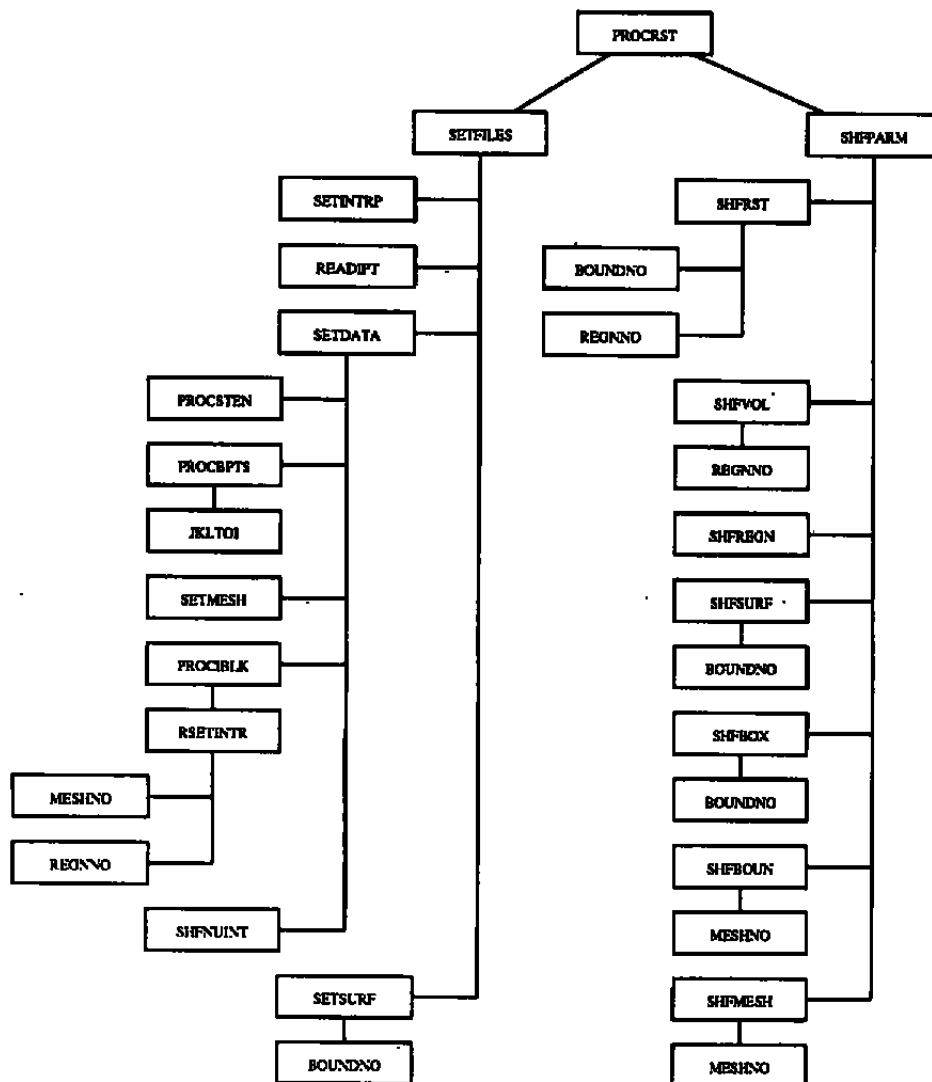 PROCRST
SETFILES
SHFPARM
SETINTRP
SHFRST
READIPT
BOUNDNO
SETDATA
REGNNO
PROCSTEN
SHFVOL
PROCBPTS
REGNNO
JKLTOI
SHFREGN
SETMESH
SHFSURF
PROCIBLK
BOUNDNO
RSETINTR
SHFBOX
MESHNO
BOUNDNO
REGNNO
SHFBOUN
SHFNUINT
MESHNO
SETSURF
SHFMESH
BOUNDNO
MESHNO